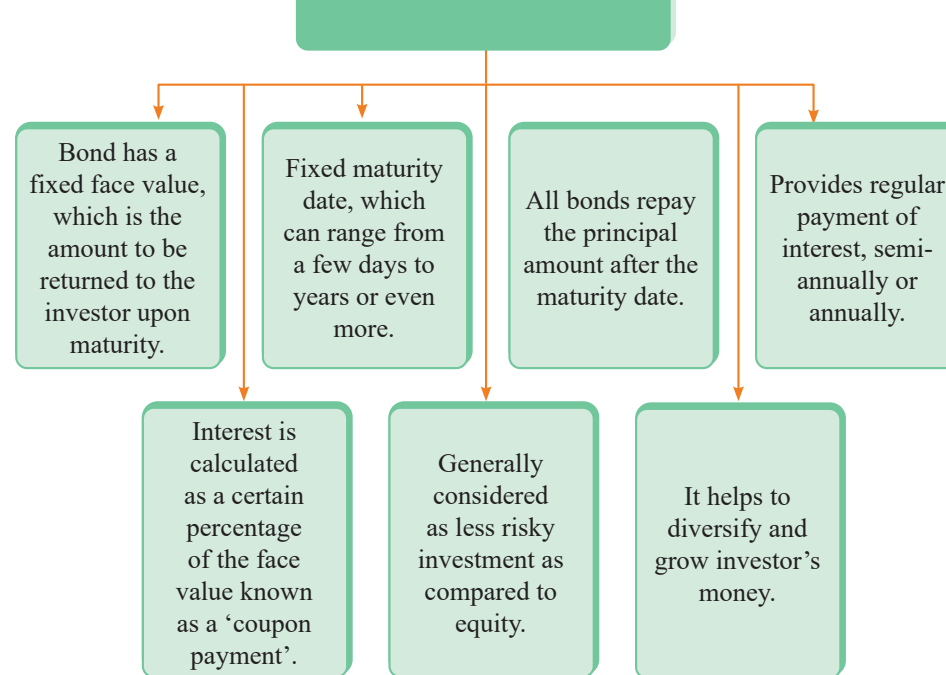 Bond has a
fixed face value,
which is the
amount to be
returned to the
investor upon
maturity.
Fixed maturity
date, which
can range from
a few days to
years or even
more.
All bonds repay
the principal
amount after the
maturity date.
Provides regular
payment of
interest, semi-
annually or
annually.
Interest is
calculated
as a certain
percentage
of the face
value known
as a ‘coupon
payment’.
Generally
considered
as less risky
investment as
compared to
equity.
It helps to
diversify and
grow investor’s
money.